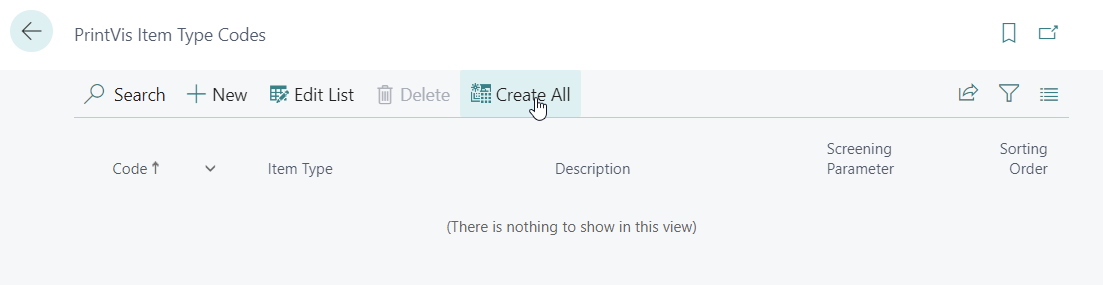 PrintVis Item Type Codes
Search New Edit List Delete Create All
Code Item Type Description Screening Parameter Sorting Order
(There is nothing to show in this view)